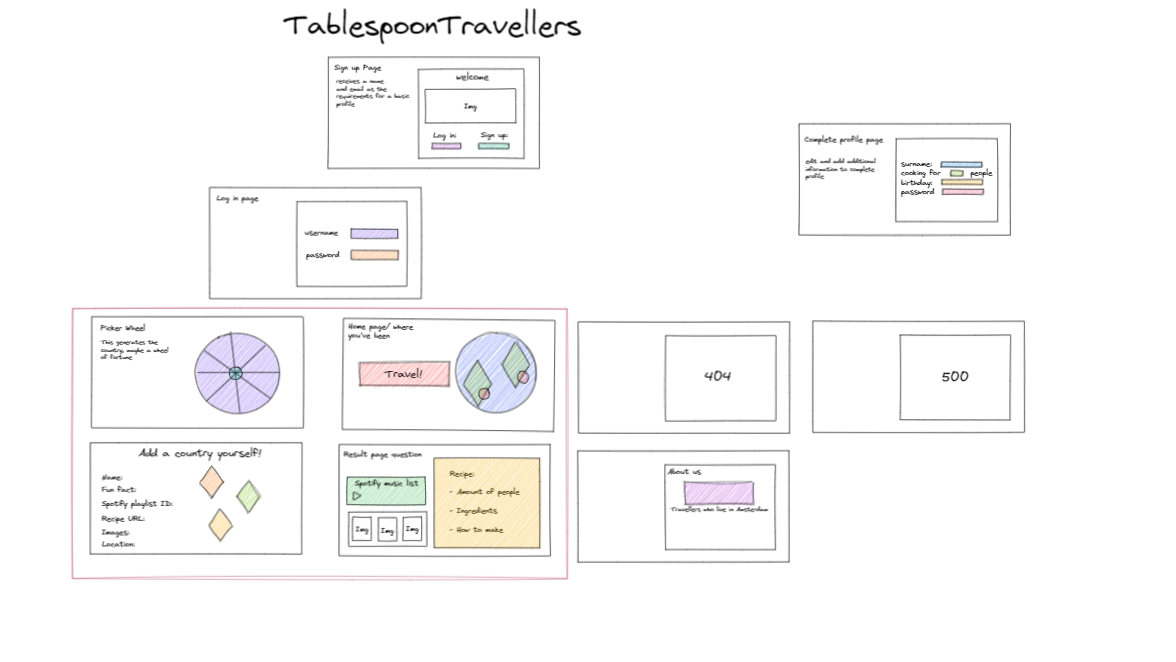 TablespoonTravellers
Sign up Page
receives a name
and email as the
requirements for a basic
profile
welcome
Img
Log in:
Sign up:
Complete profile page
edit and add additional
information to complete
profile
surname:
cooking for people
birthday:
password
Log in page
username
password
Picker Wheel
This generates the
country, maybe a wheel
of fortune
Home page/ where
you've been
Travel!
404
500
Add a country yourself!
Name:
Fun fact:
Spotify playlist ID:
Recipe URL:
Images:
Location:
Result page question
Spotify music list
Img Img Img
Recipe:
- Amount of people
- Ingredients
- How to make
About us
Travellers who live in Amsterdam